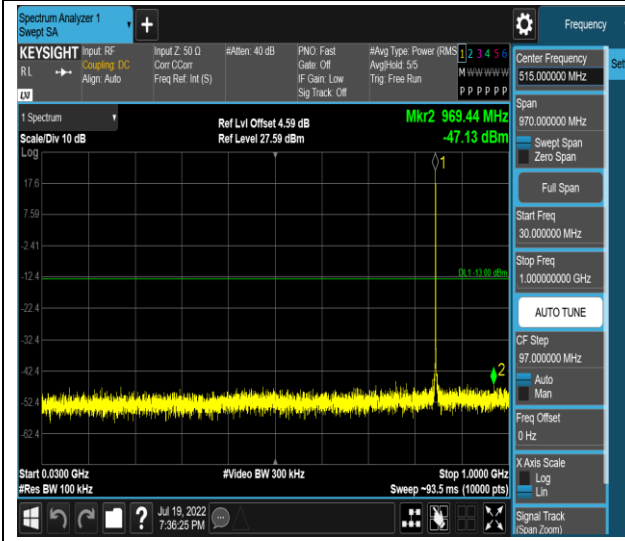 Spectrum Analyzer 1
Swept SA
Frequency
KEYSIGHT
RL
LXI
Input: RF
Coupling: DC
Align: Auto
Input Z: 50 Ω
Corr CCorr
Freq Ref: Int (S)
#Atten: 40 dB
PNO: Fast
Gate: Off
IF Gain: Low
Sig Track: Off
#Avg Type: Power (RMS
Avg|Hold: 5/5
Trig: Free Run
1 2 3 4 5 6
M W W W W W
P P P P P P
1 Spectrum
Scale/Div 10 dB
Log
Ref Lvl Offset 4.59 dB
Ref Level 27.59 dBm
Mkr2 969.44 MHz
-47.13 dBm
1
17.6
7.59
-2.41
-12.4
DL1 -13.00 dBm
-22.4
-32.4
-42.4
2
-52.4
-62.4
Start 0.0300 GHz
#Res BW 100 kHz
#Video BW 300 kHz
Stop 1.0000 GHz
Sweep ~93.5 ms (10000 pts)
?
Jul 19, 2022
7:36:25 PM
Center Frequency
515.000000 MHz
Set
Span
970.000000 MHz
Swept Span
Zero Span
Full Span
Start Freq
30.000000 MHz
Stop Freq
1.000000000 GHz
AUTO TUNE
CF Step
97.000000 MHz
Auto
Man
Freq Offset
0 Hz
X Axis Scale
Log
Lin
Signal Track
(Span Zoom)